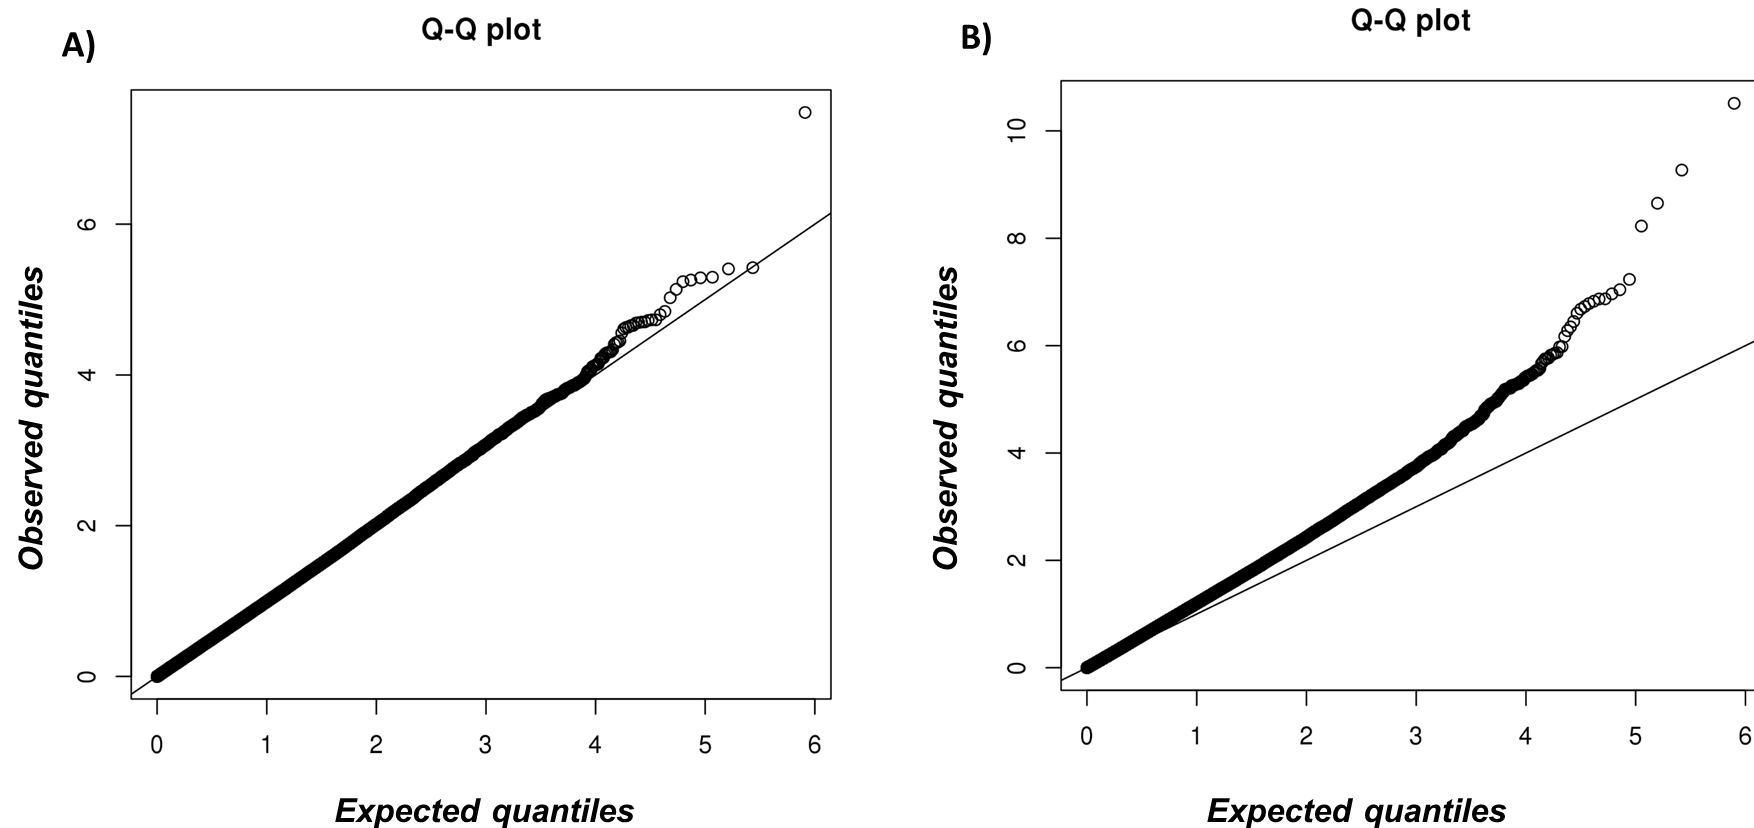 A)
Q-Q plot
Observed quantiles
6
4
2
0
0 1 2 3 4 5 6
Expected quantiles
B)
Q-Q plot
Observed quantiles
10
8
6
4
2
0
0 1 2 3 4 5 6
Expected quantiles